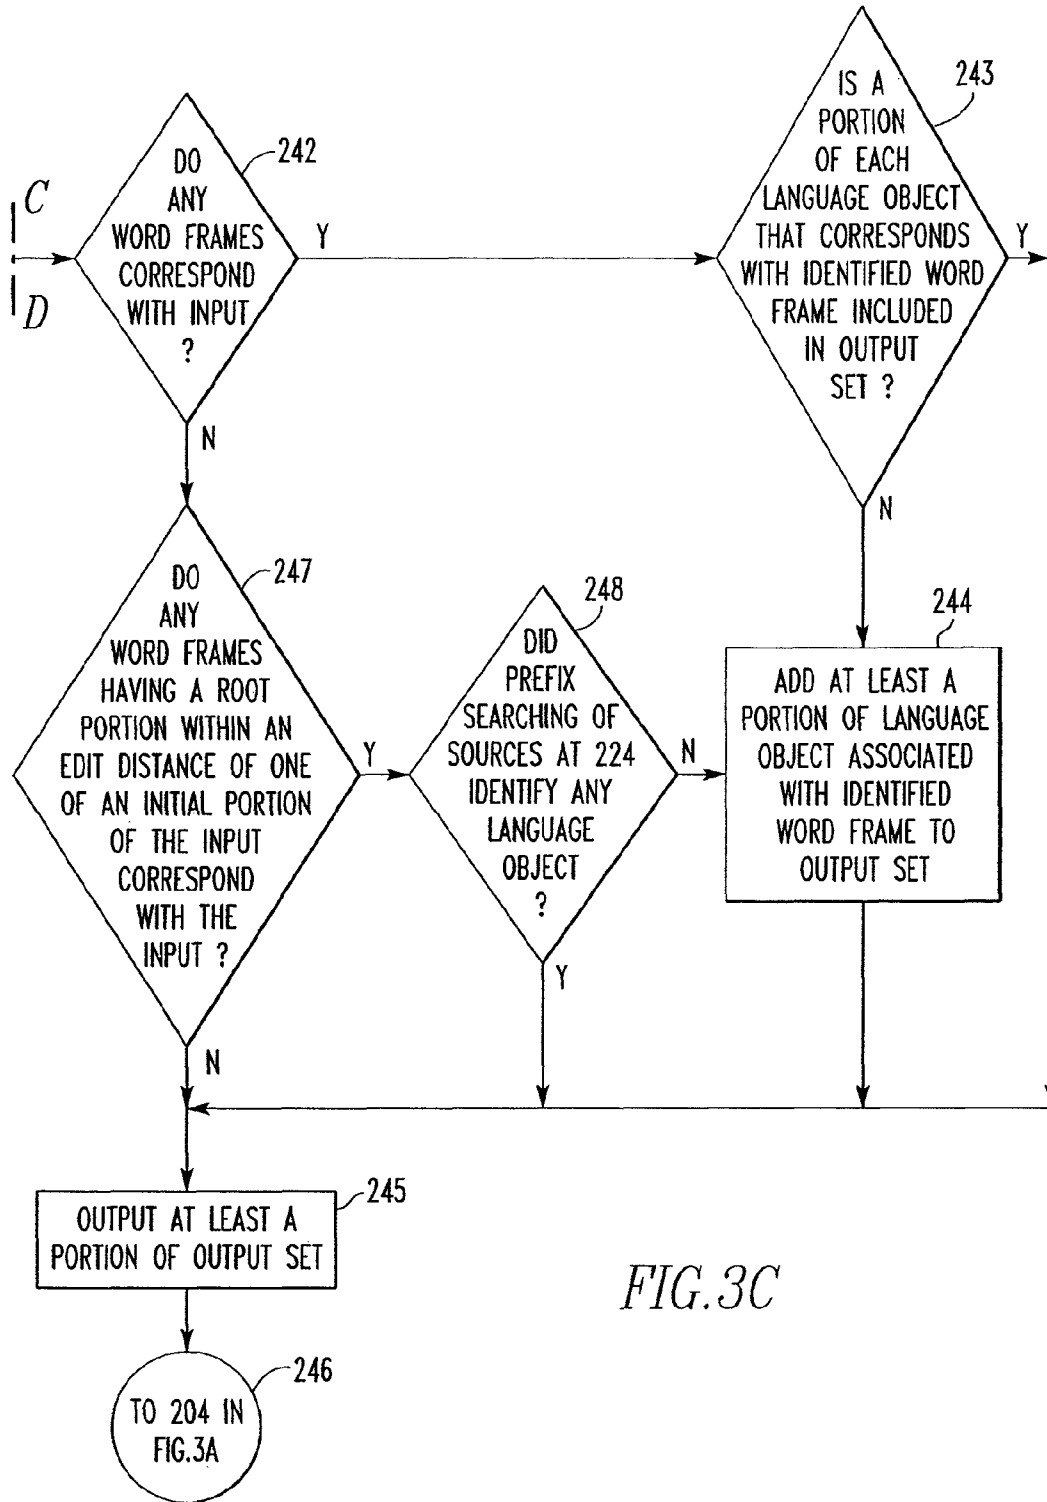 C
D
242
DO
ANY
WORD FRAMES
CORRESPOND
WITH INPUT
?
Y
N
243
IS A
PORTION
OF EACH
LANGUAGE OBJECT
THAT CORRESPONDS
WITH IDENTIFIED WORD
FRAME INCLUDED
IN OUTPUT
SET ?
Y
N
247
DO
ANY
WORD FRAMES
HAVING A ROOT
PORTION WITHIN AN
EDIT DISTANCE OF ONE
OF AN INITIAL PORTION
OF THE INPUT
CORRESPOND
WITH THE
INPUT ?
Y
N
248
DID
PREFIX
SEARCHING OF
SOURCES AT 224
IDENTIFY ANY
LANGUAGE
OBJECT
?
N
Y
244
ADD AT LEAST A
PORTION OF LANGUAGE
OBJECT ASSOCIATED
WITH IDENTIFIED
WORD FRAME TO
OUTPUT SET
245
OUTPUT AT LEAST A
PORTION OF OUTPUT SET
246
TO 204 IN
FIG.3A
FIG.3C